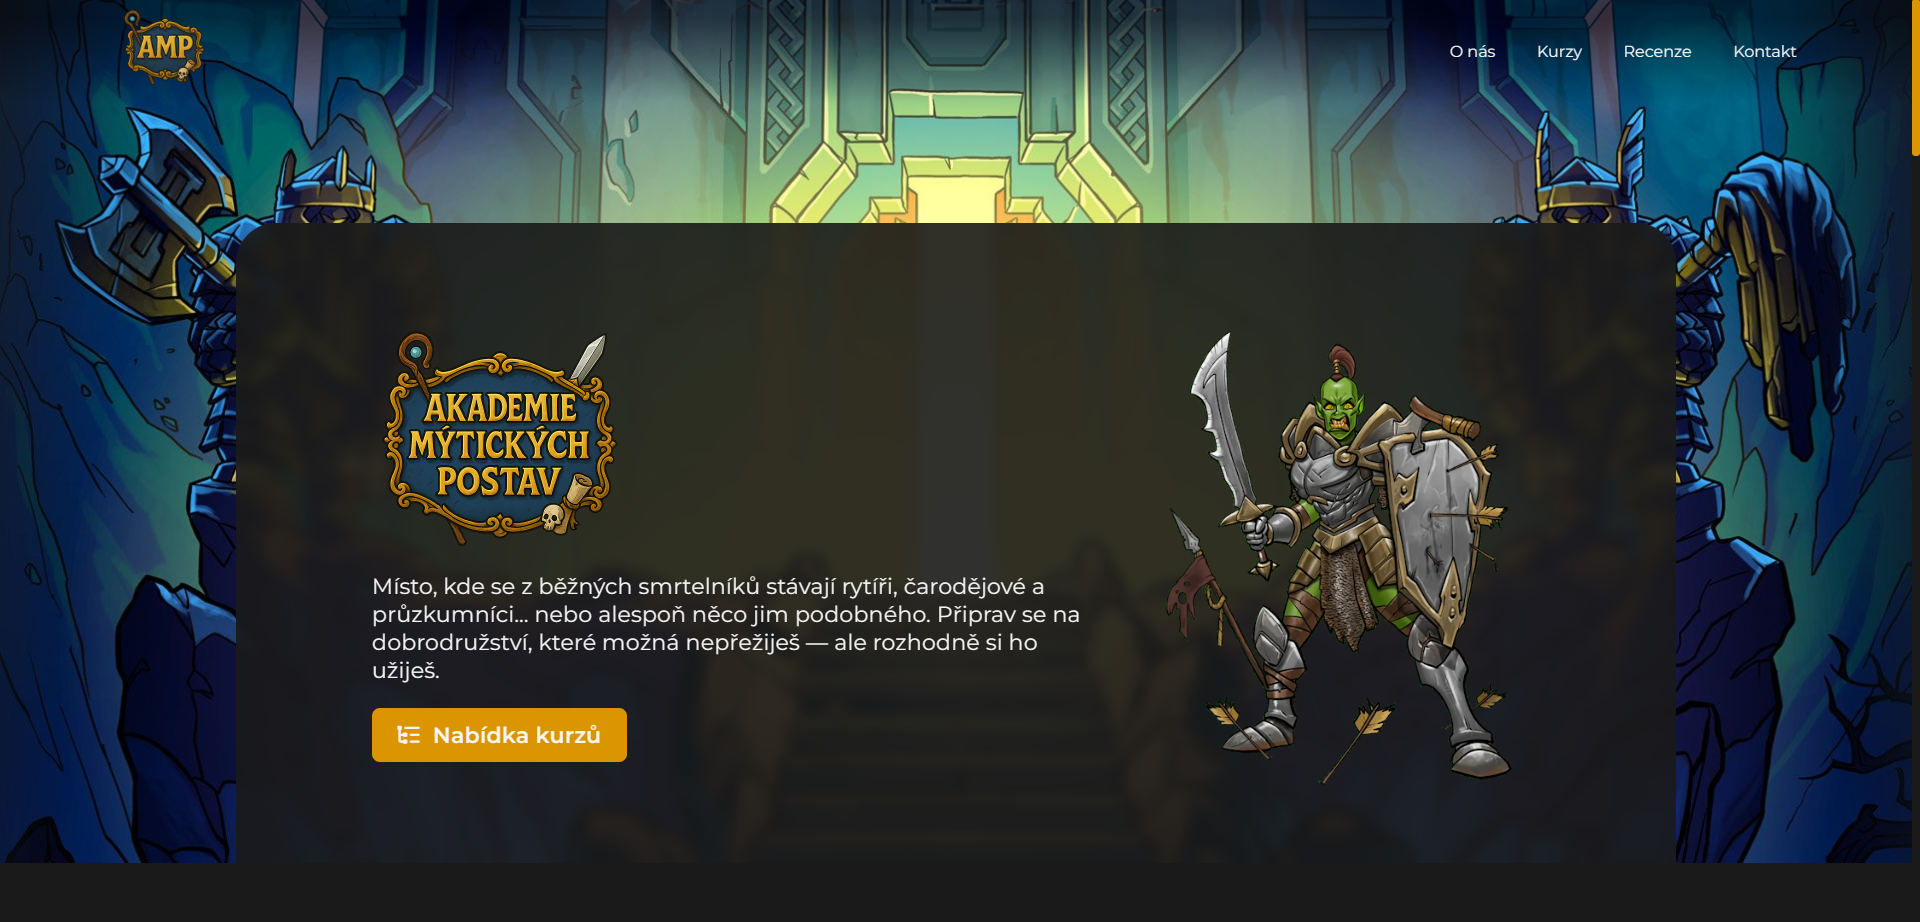 AMP
O nás
Kurzy
Recenze
Kontakt
AKADEMIE
MÝTICKÝCH
POSTAV
Místo, kde se z běžných smrtelníků stávají rytíři, čarodějové a
průzkumníci... nebo alespoň něco jim podobného. Připrav se na
dobrodružství, které možná nepřežiješ — ale rozhodně si ho
užiješ.
Nabídka kurzů